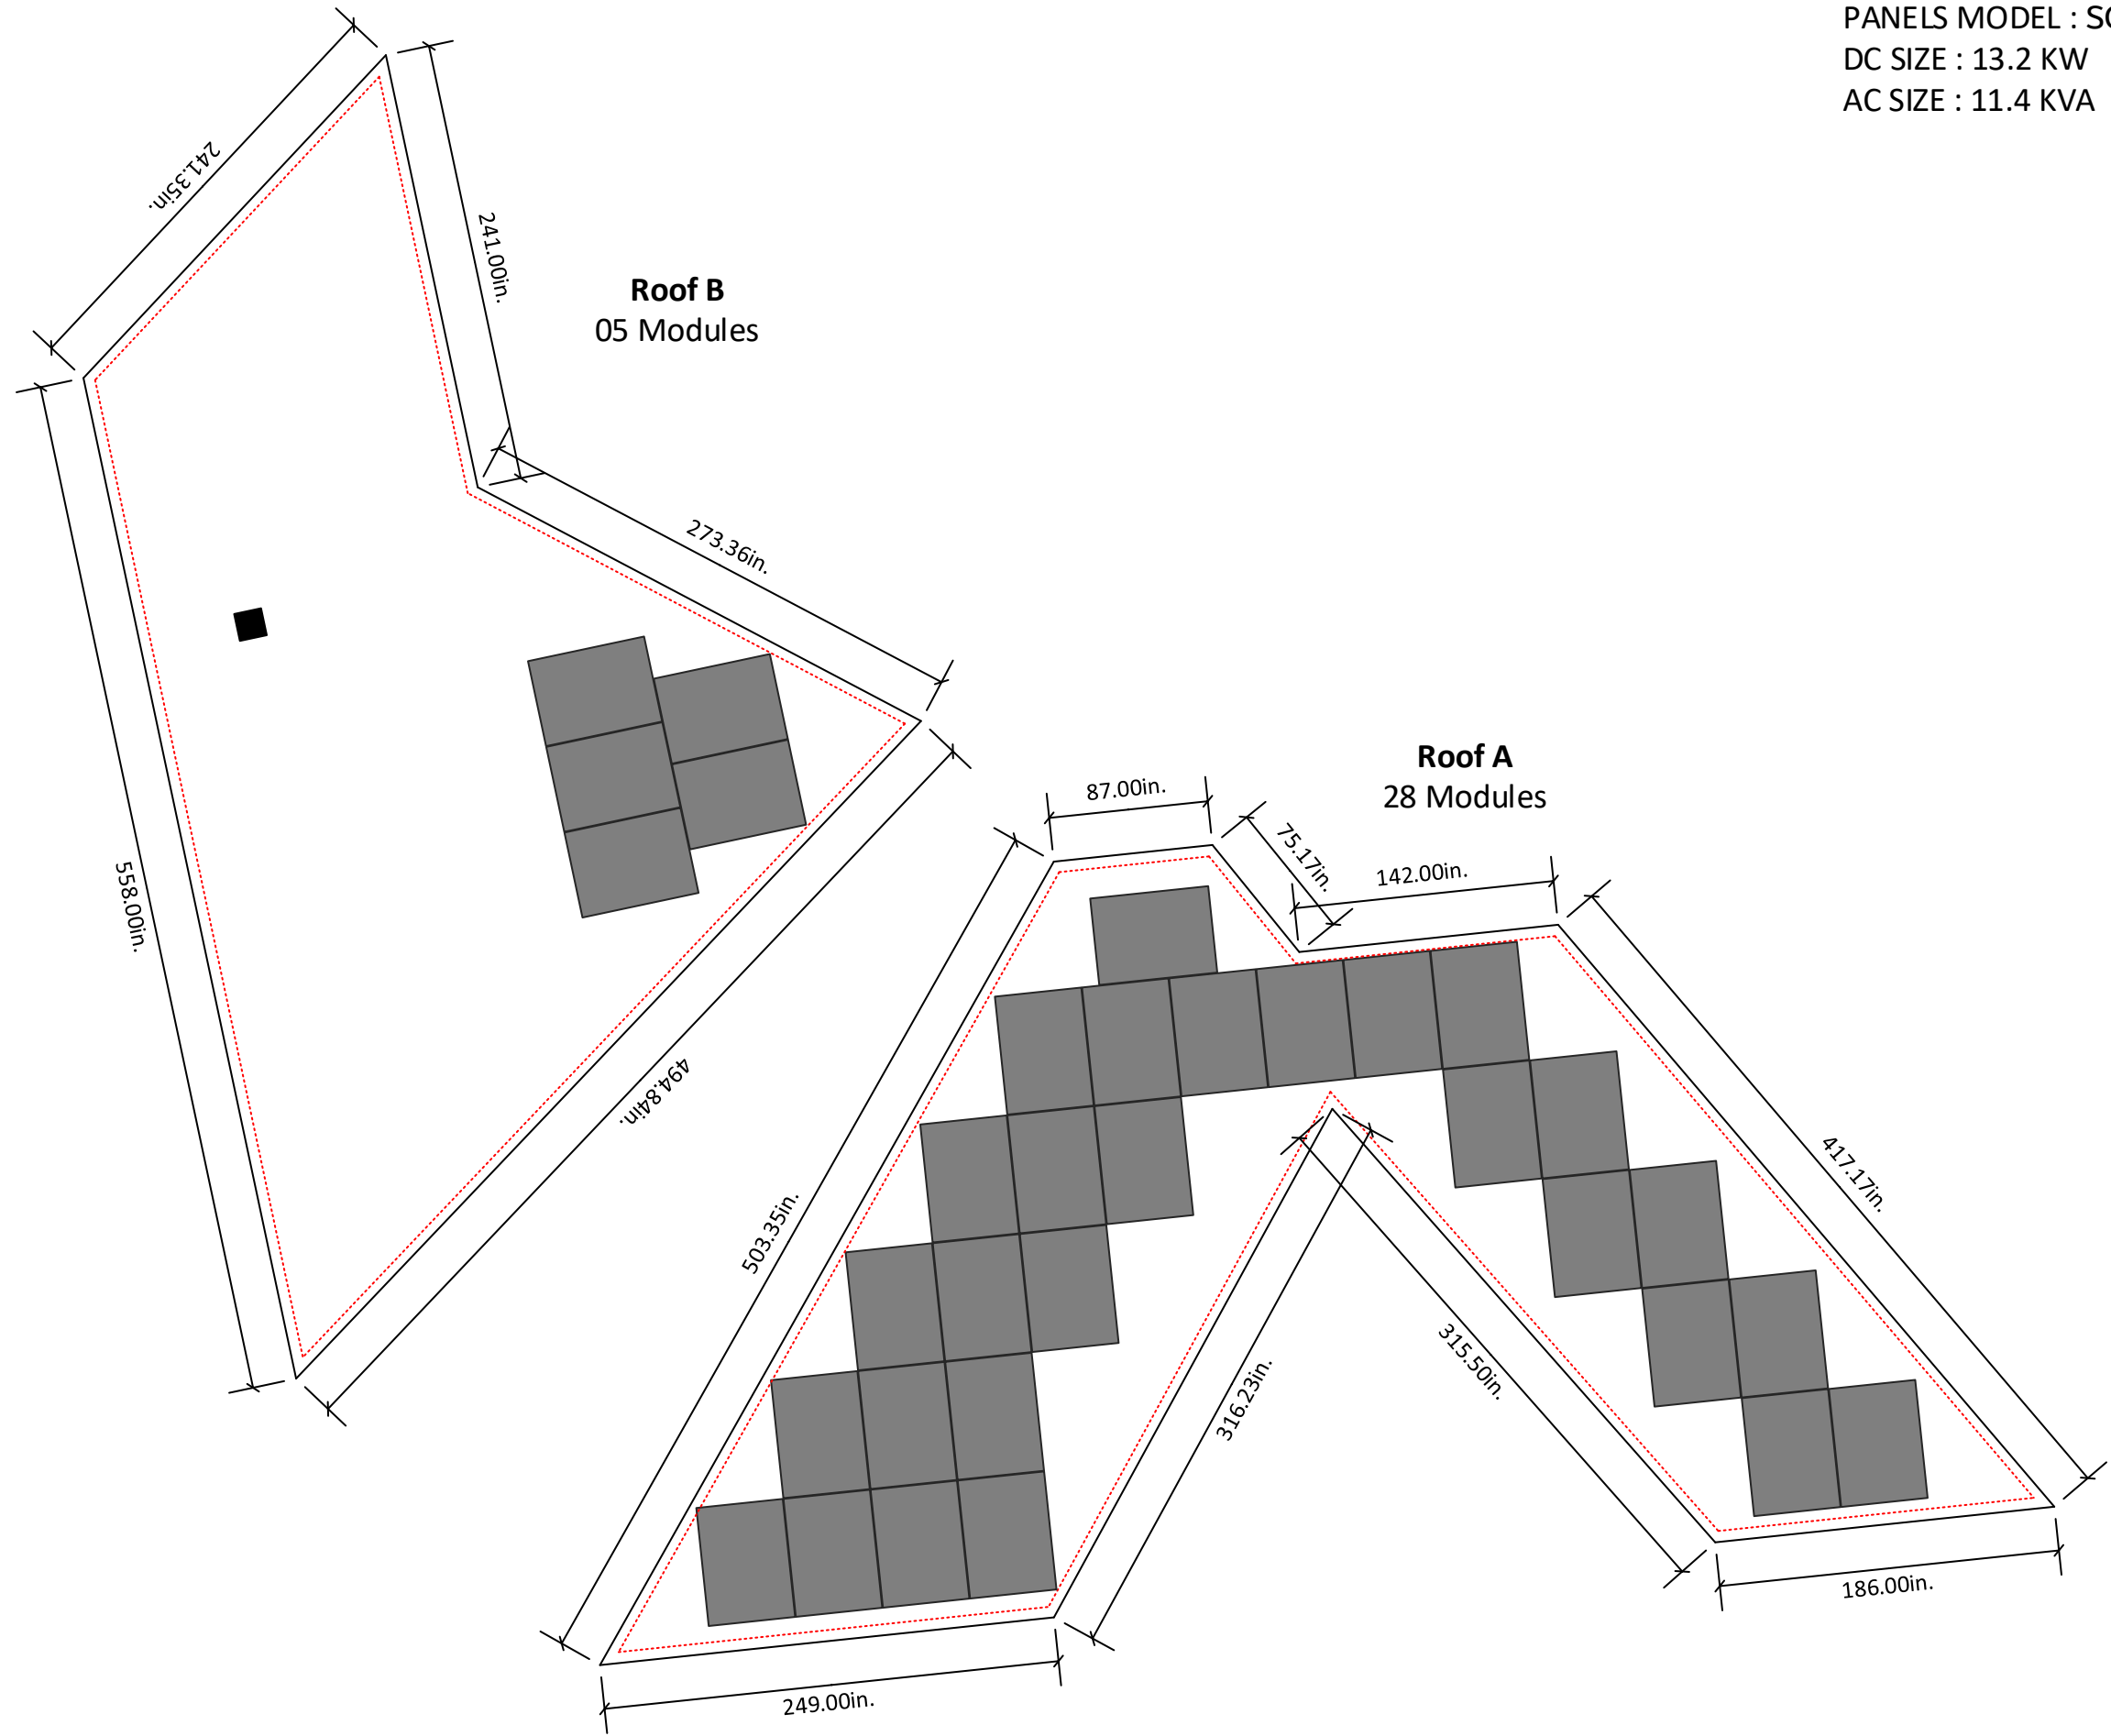 PANELS MODEL :
DC SIZE : 13.2 KW
AC SIZE : 11.4 KVA
241.35in.
241.00in.
Roof B
05 Modules
273.36in.
558.00in.
494.84in.
Roof A
28 Modules
87.00in.
75.17in.
142.00in.
503.35in.
417.17in.
316.23in.
315.50in.
186.00in.
249.00in.